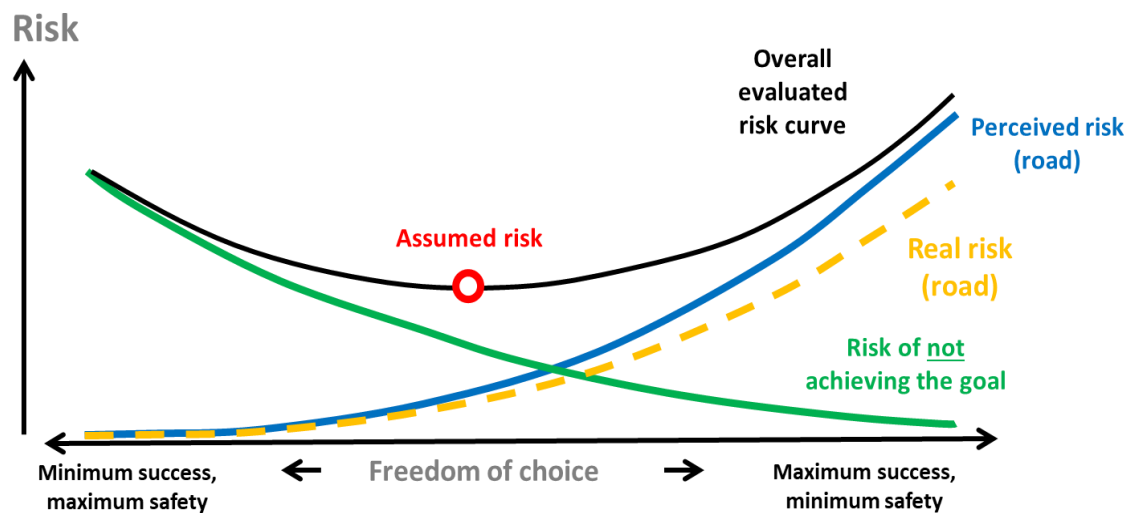 Risk
Overall
evaluated
risk curve
Perceived risk
(road)
Assumed risk
Real risk
(road)
Risk of not
achieving the goal
Minimum success,
maximum safety
Freedom of choice
Maximum success,
minimum safety